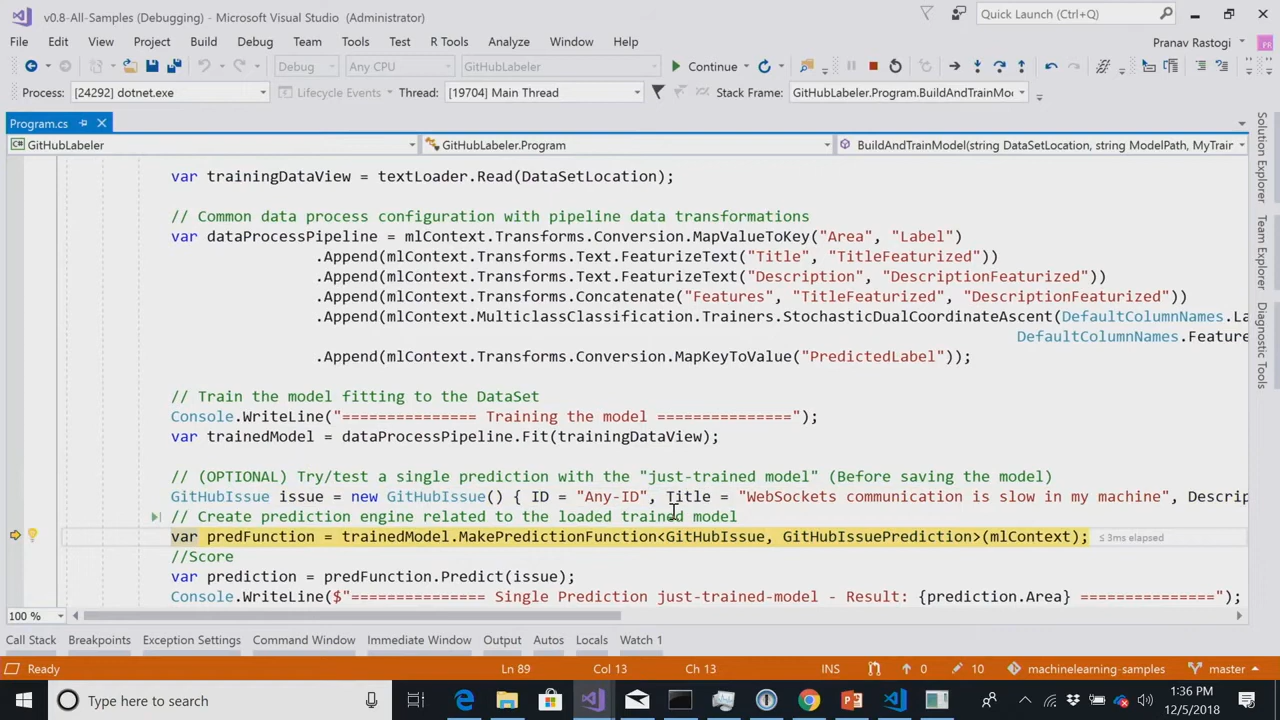 v0.8-All-Samples (Debugging) - Microsoft Visual Studio (Administrator)
Quick Launch (Ctrl+Q)
File Edit View Project Build Debug Team Tools Test R Tools Analyze Window Help
Pranav Rastogi
PR
Debug Any CPU GitHubLabeler Continue
Process: [24292] dotnet.exe Lifecycle Events Thread: [19704] Main Thread Stack Frame: GitHubLabeler.Program.BuildAndTrainMo
Program.cs
GitHubLabeler GitHubLabeler.Program BuildAndTrainModel(string DataSetLocation, string ModelPath, MyTrair
var trainingDataView = textLoader.Read(DataSetLocation);
// Common data process configuration with pipeline data transformations
var dataProcessPipeline = mlContext.Transforms.Conversion.MapValueToKey("Area", "Label")
.Append(mlContext.Transforms.Text.FeaturizeText("Title", "TitleFeaturized"))
.Append(mlContext.Transforms.Text.FeaturizeText("Description", "DescriptionFeaturized"))
.Append(mlContext.Transforms.Concatenate("Features", "TitleFeaturized", "DescriptionFeaturized"))
.Append(mlContext.MulticlassClassification.Trainers.StochasticDualCoordinateAscent(DefaultColumnNames.La
DefaultColumnNames.Feature
.Append(mlContext.Transforms.Conversion.MapKeyToValue("PredictedLabel"));
// Train the model fitting to the DataSet
Console.WriteLine("=============== Training the model ===============");
var trainedModel = dataProcessPipeline.Fit(trainingDataView);
// (OPTIONAL) Try/test a single prediction with the "just-trained model" (Before saving the model)
GitHubIssue issue = new GitHubIssue() { ID = "Any-ID", Title = "WebSockets communication is slow in my machine", Descrip
// Create prediction engine related to the loaded trained model
var predFunction = trainedModel.MakePredictionFunction<GitHubIssue, GitHubIssuePrediction>(mlContext); ≤ 3ms elapsed
//Score
var prediction = predFunction.Predict(issue);
Console.WriteLine($"=============== Single Prediction just-trained-model - Result: {prediction.Area} ===============");
Solution Explorer
Team Explorer
Diagnostic Tools
100 %
Call Stack Breakpoints Exception Settings Command Window Immediate Window Output Autos Locals Watch 1
Ready Ln 89 Col 13 Ch 13 INS 0 10 machinelearning-samples master
Type here to search
1:36 PM
12/5/2018